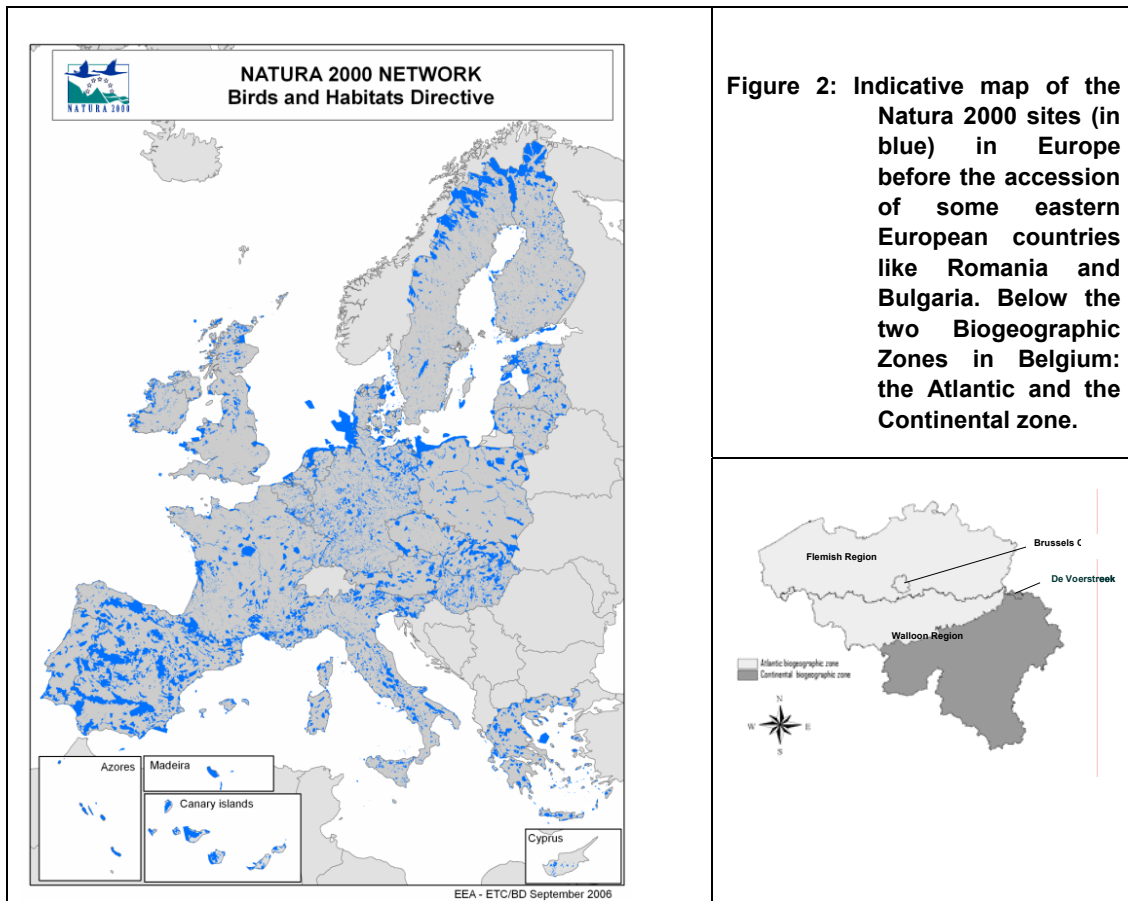 NATURA 2000
NATURA 2000 NETWORK
Birds and Habitats Directive
Azores
Madeira
Canary islands
Cyprus
EEA - ETC/BD September 2006
Figure 2: Indicative map of the
Natura 2000 sites (in
blue) in Europe
before the accession
of some eastern
European countries
like Romania and
Bulgaria. Below the
two Biogeographic
Zones in Belgium:
the Atlantic and the
Continental zone.
Flemish Region
Brussels C
De Voerstreek
Walloon Region
Atlantic biogeographic zone
Continental biogeographic zone
N
W E
S